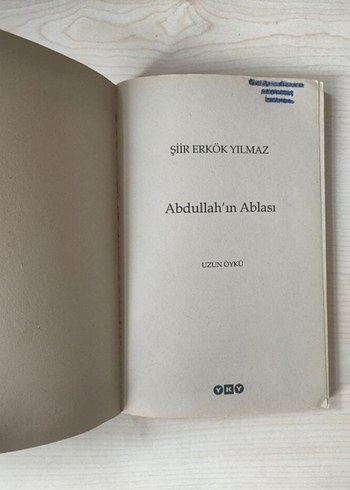 ŞİİR ERKÖK YILMAZ
Abdullah'ın Ablası
UZUN ÖYKÜ
YKY